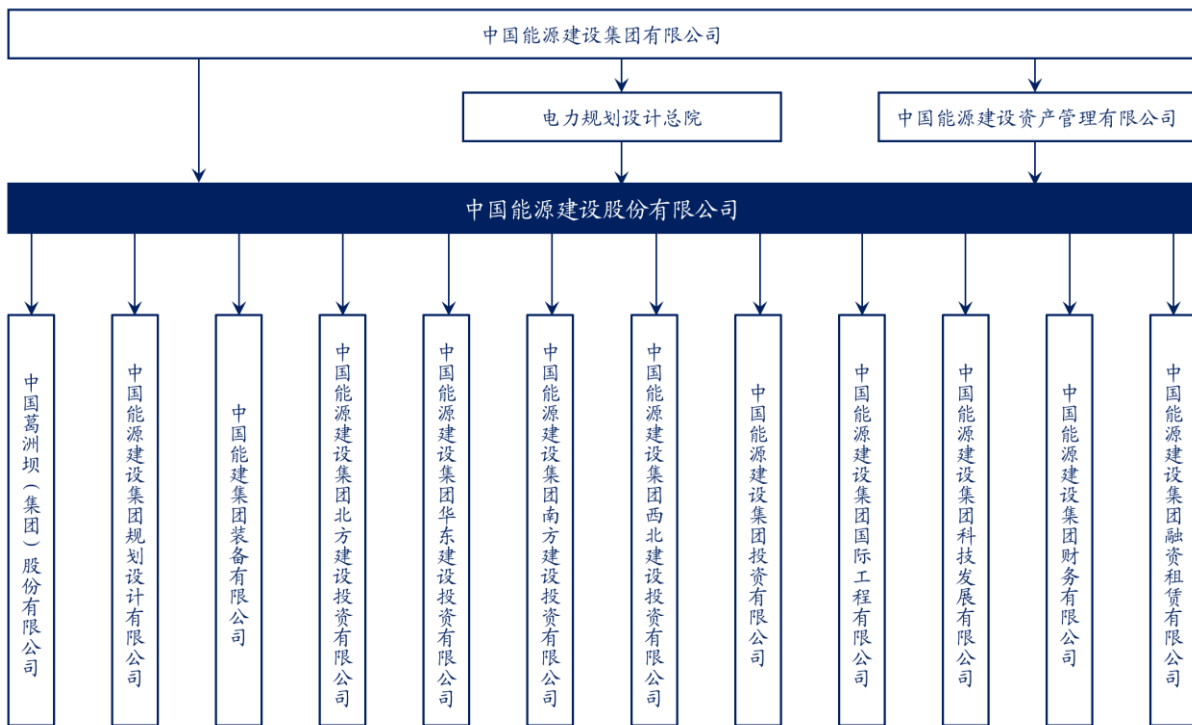 中国能源建设集团有限公司
电力规划设计总院
中国能源建设资产管理有限公司
中国能源建设股份有限公司
中国葛洲坝（集团）股份有限公司
中国能源建设集团规划设计有限公司
中国能建集团装备有限公司
中国能源建设集团北方建设投资有限公司
中国能源建设集团华东建设投资有限公司
中国能源建设集团南方建设投资有限公司
中国能源建设集团西北建设投资有限公司
中国能源建设集团投资有限公司
中国能源建设集团国际工程有限公司
中国能源建设集团科技发展有限公司
中国能源建设集团财务有限公司
中国能源建设集团融资租赁有限公司